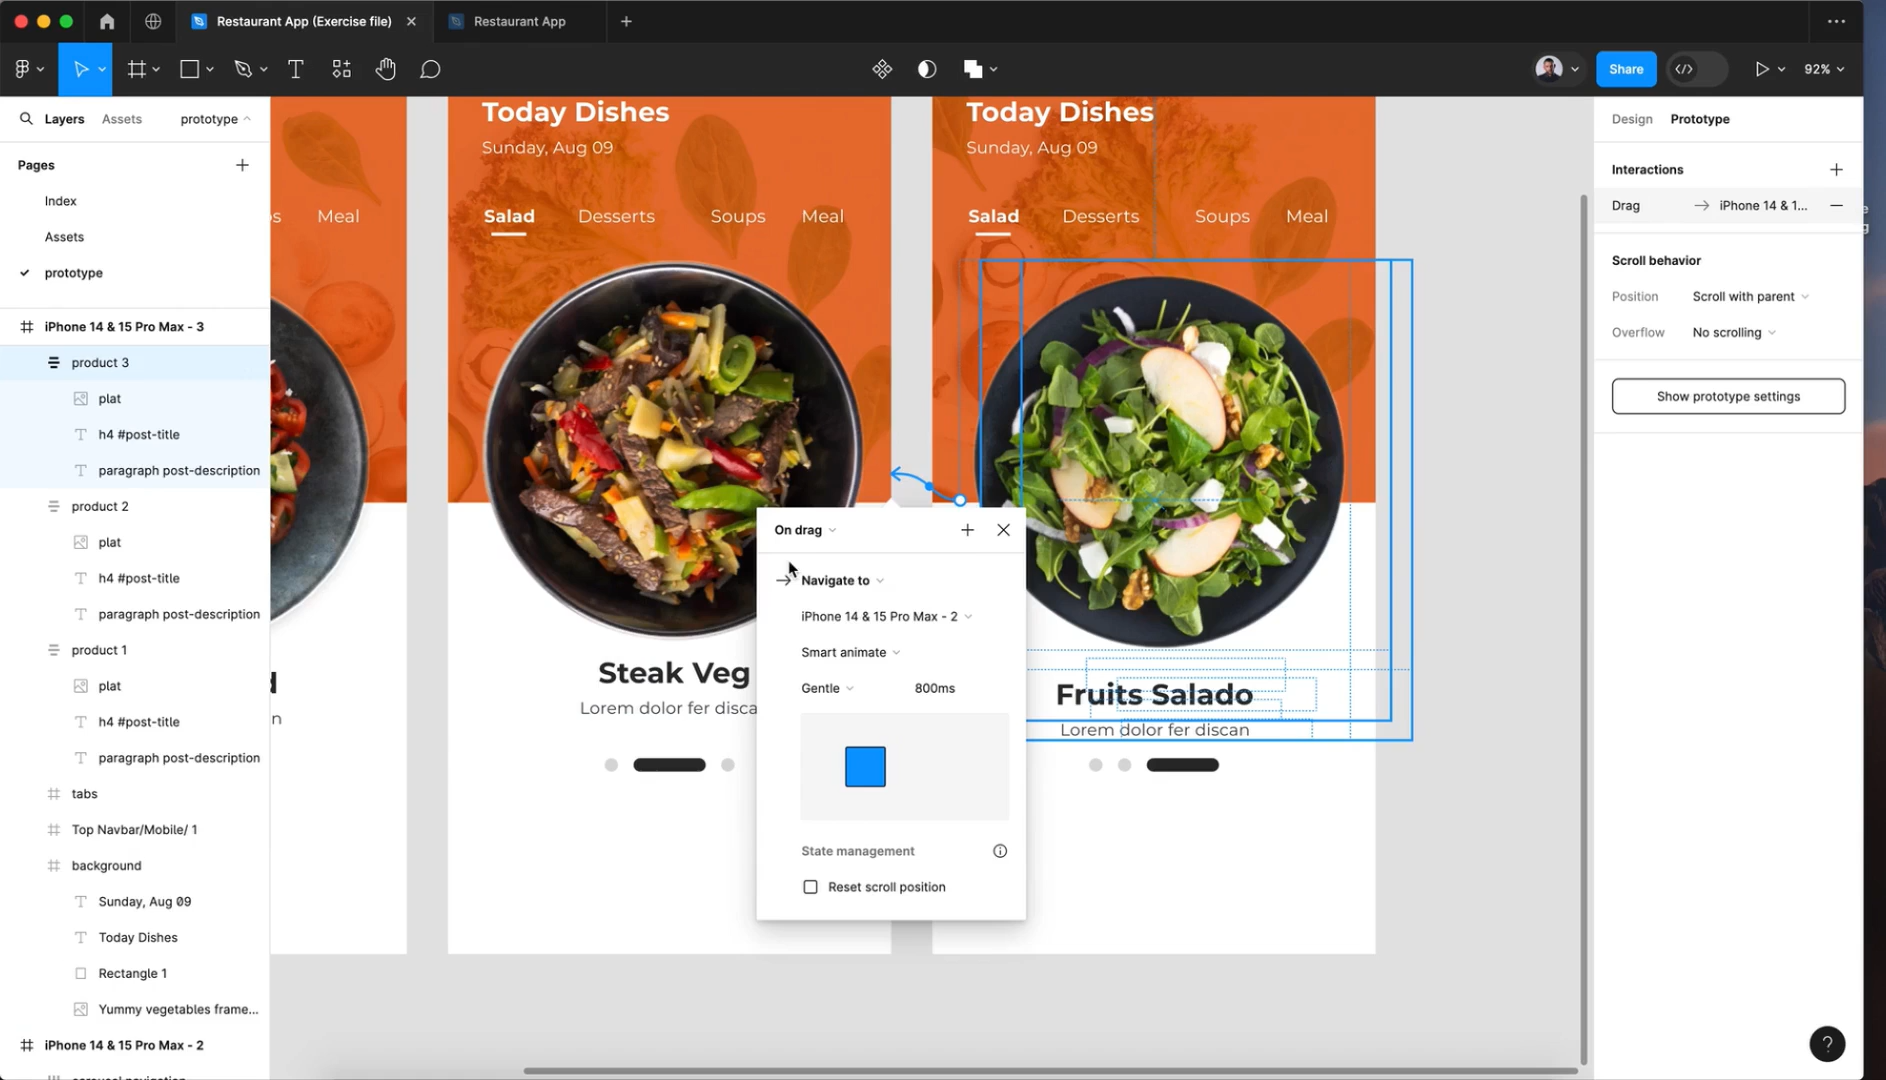 Restaurant App (Exercise file)
Restaurant App
Share
92%
Layers
Assets
prototype
Pages
Index
Assets
prototype
iPhone 14 & 15 Pro Max - 3
product 3
plat
h4 #post-title
paragraph post-description
product 2
plat
h4 #post-title
paragraph post-description
product 1
plat
h4 #post-title
paragraph post-description
tabs
Top Navbar/Mobile/ 1
background
Sunday, Aug 09
Today Dishes
Rectangle 1
Yummy vegetables frame...
iPhone 14 & 15 Pro Max - 2
Meal
Today Dishes
Sunday, Aug 09
Salad Desserts Soups Meal
Steak Veg
Lorem dolor fer disca
Today Dishes
Sunday, Aug 09
Salad Desserts Soups Meal
Fruits Salado
Lorem dolor fer discan
On drag
Navigate to
iPhone 14 & 15 Pro Max - 2
Smart animate
Gentle 800ms
State management
Reset scroll position
Design Prototype
Interactions
Drag iPhone 14 & 1...
Scroll behavior
Position Scroll with parent
Overflow No scrolling
Show prototype settings
?